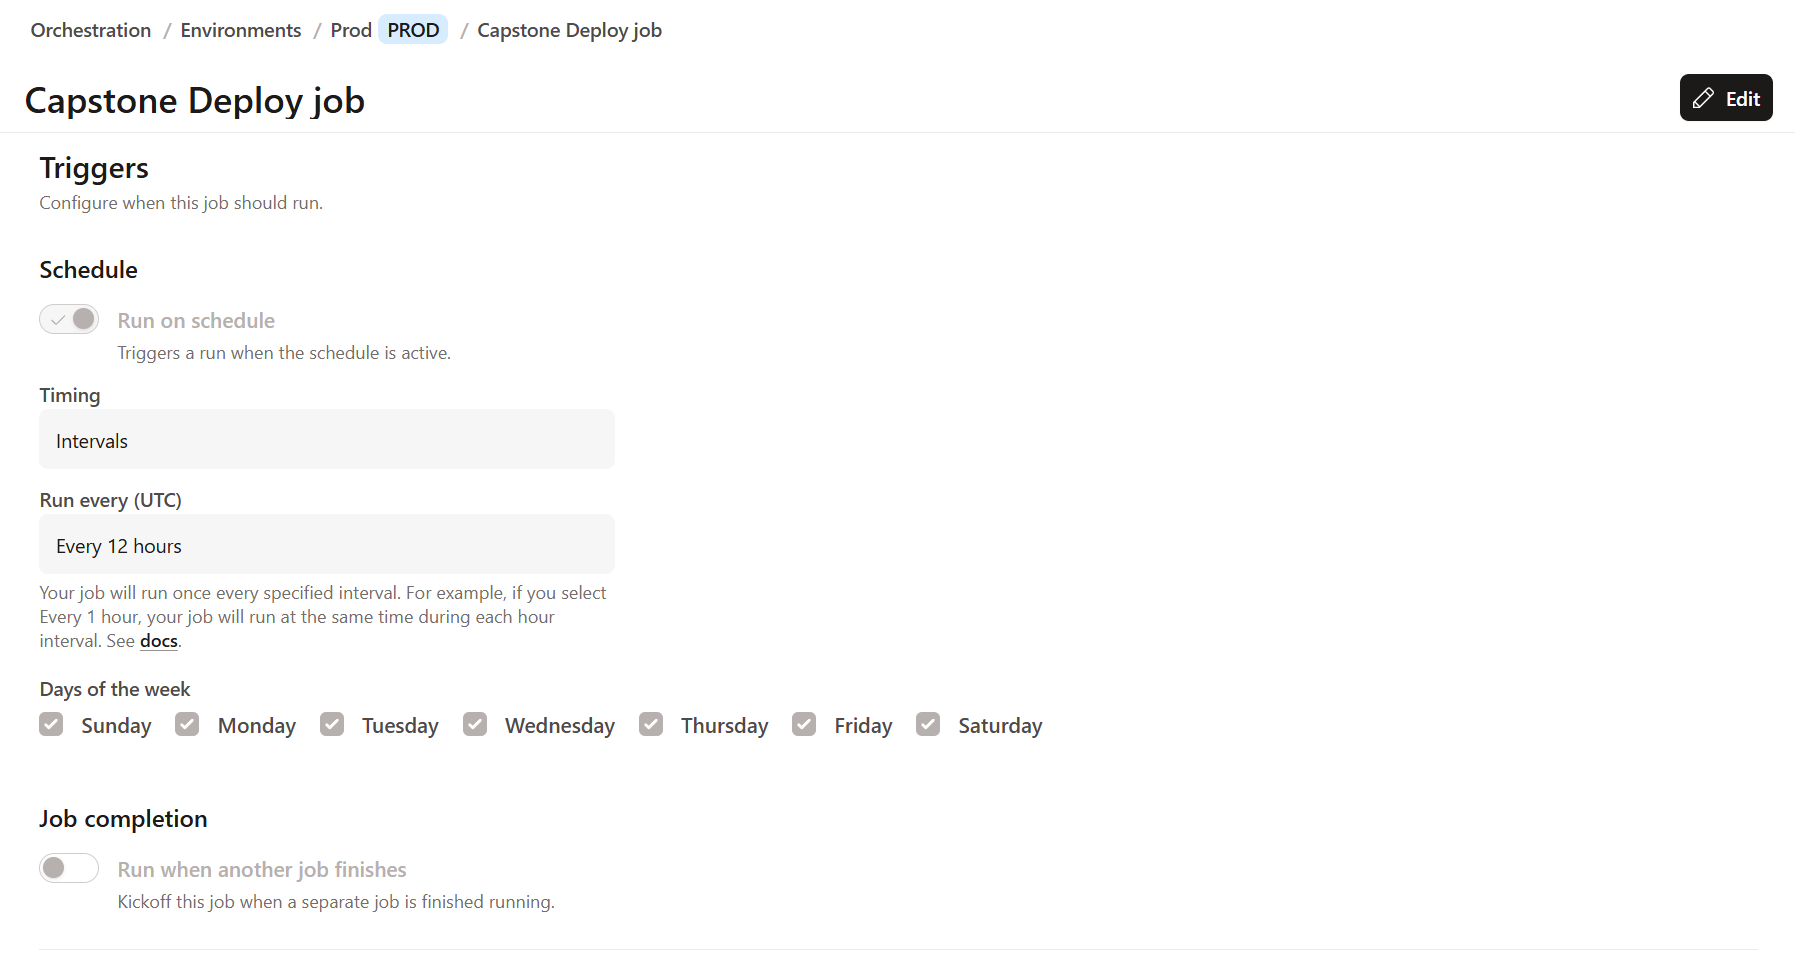 Orchestration / Environments / Prod PROD / Capstone Deploy job
Capstone Deploy job
Edit
Triggers
Configure when this job should run.
Schedule
Run on schedule
Triggers a run when the schedule is active.
Timing
Intervals
Run every (UTC)
Every 12 hours
Your job will run once every specified interval. For example, if you select
Every 1 hour, your job will run at the same time during each hour
interval. See docs.
Days of the week
Sunday Monday Tuesday Wednesday Thursday Friday Saturday
Job completion
Run when another job finishes
Kickoff this job when a separate job is finished running.